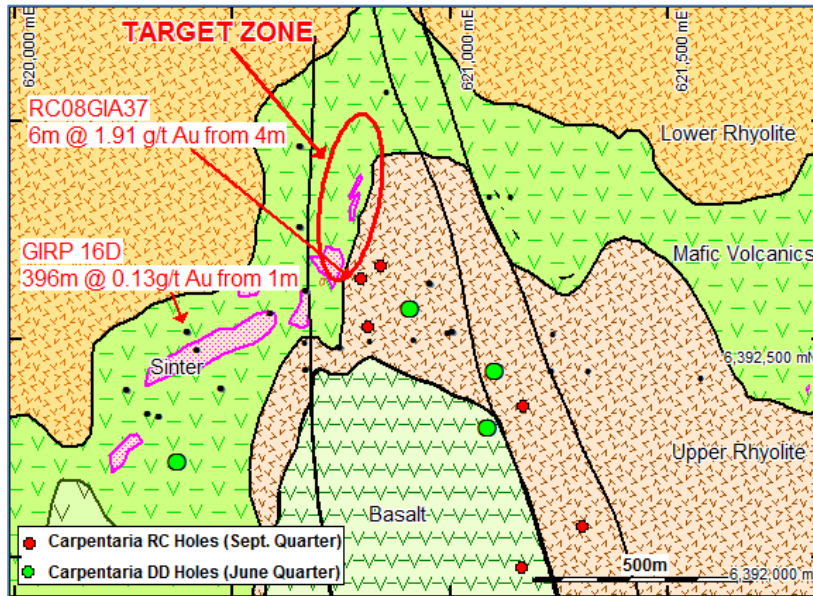 620,000 mE
TARGET ZONE
621,000 mE
621,500 mE
RC08GIA37
6m @ 1.91 g/t Au from 4m
Lower Rhyolite
GIRP 16D
396m @ 0.13g/t Au from 1m
Mafic Volcanics
Sinter
6,392,500 mN
Upper Rhyolite
Basalt
Carpentaria RC Holes (Sept. Quarter)
Carpentaria DD Holes (June Quarter)
500m
6,392,000 mN